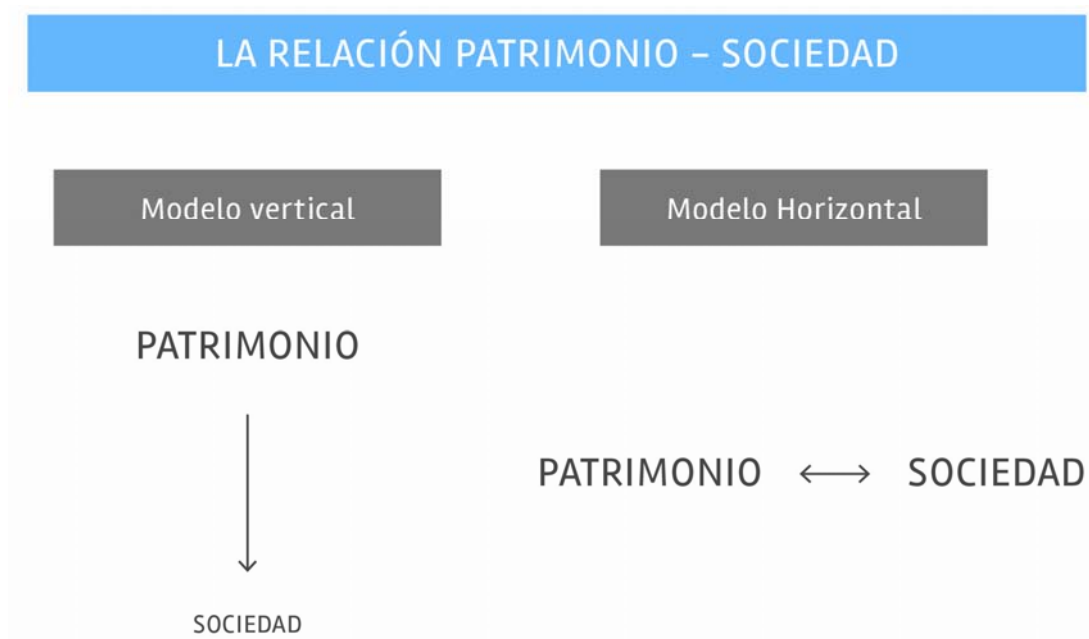 LA RELACIÓN PATRIMONIO – SOCIEDAD
Modelo vertical
Modelo Horizontal
PATRIMONIO
SOCIEDAD
PATRIMONIO
SOCIEDAD